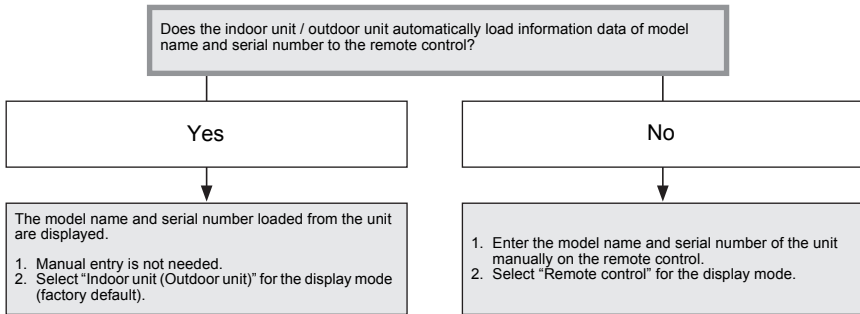 Does the indoor unit / outdoor unit automatically load information data of model
name and serial number to the remote control?
Yes
No
The model name and serial number loaded from the unit
are displayed.
1. Manual entry is not needed.
2. Select “Indoor unit (Outdoor unit)” for the display mode
(factory default).
1. Enter the model name and serial number of the unit
manually on the remote control.
2. Select “Remote control” for the display mode.